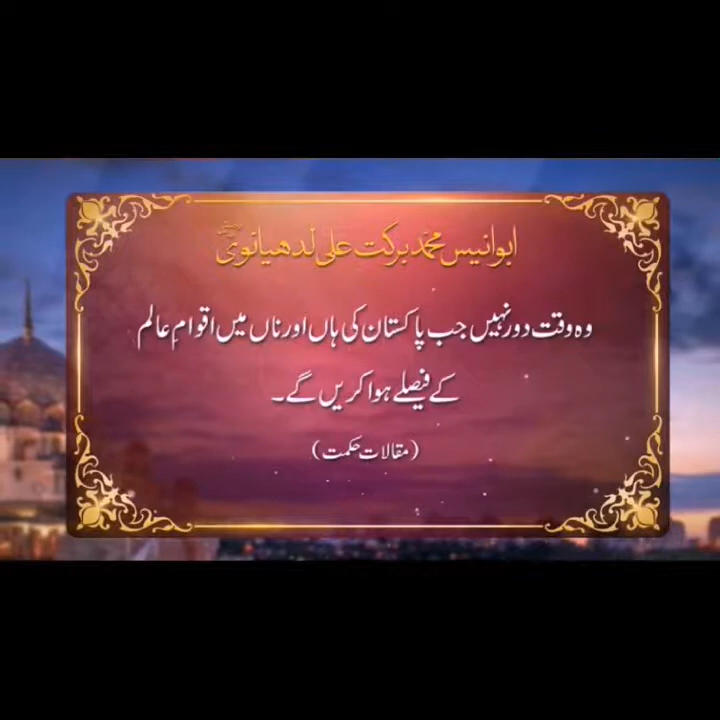 ابوانیس محمد برکت علی لدھیانوی
وہ وقت دور نہیں جب پاکستان کی ہاں اور ناں میں اقوامِ عالم
کے فیصلے ہوا کریں گے۔
(مقالات حکمت)